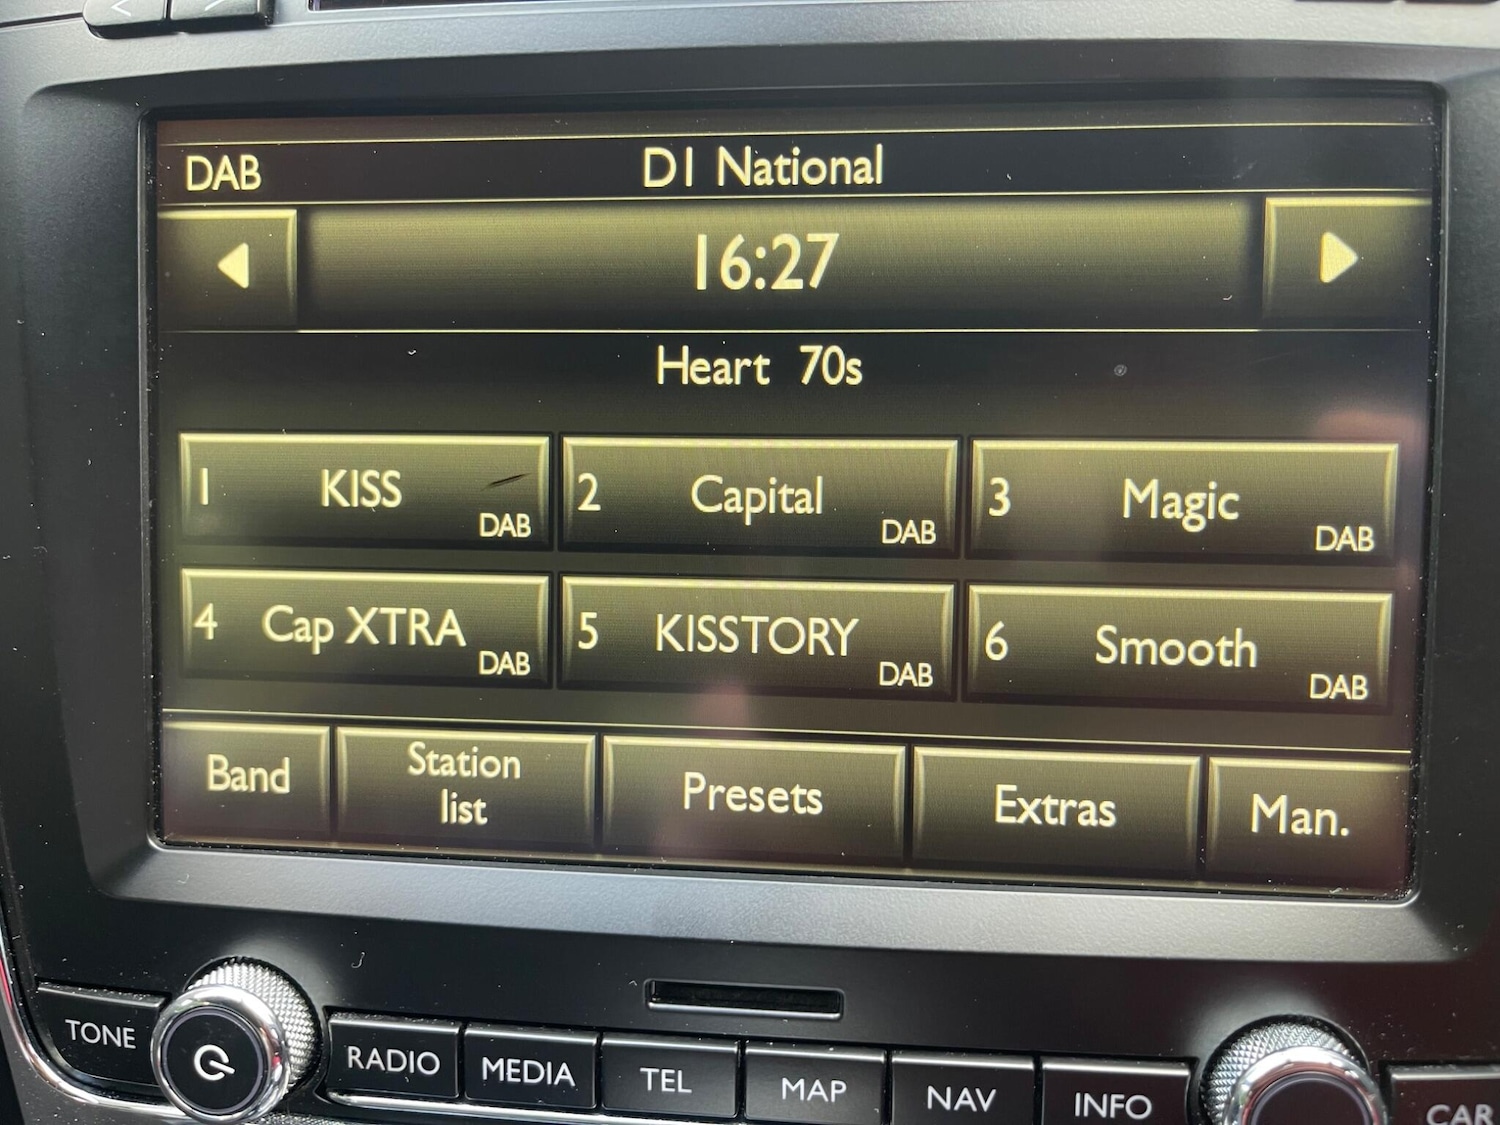 DAB
D1 National
16:27
Heart 70s
1 KISS DAB
2 Capital DAB
3 Magic DAB
4 Cap XTRA DAB
5 KISSTORY DAB
6 Smooth DAB
Band
Station
list
Presets
Extras
Man.
TONE
RADIO
MEDIA
TEL
MAP
NAV
INFO
CAR